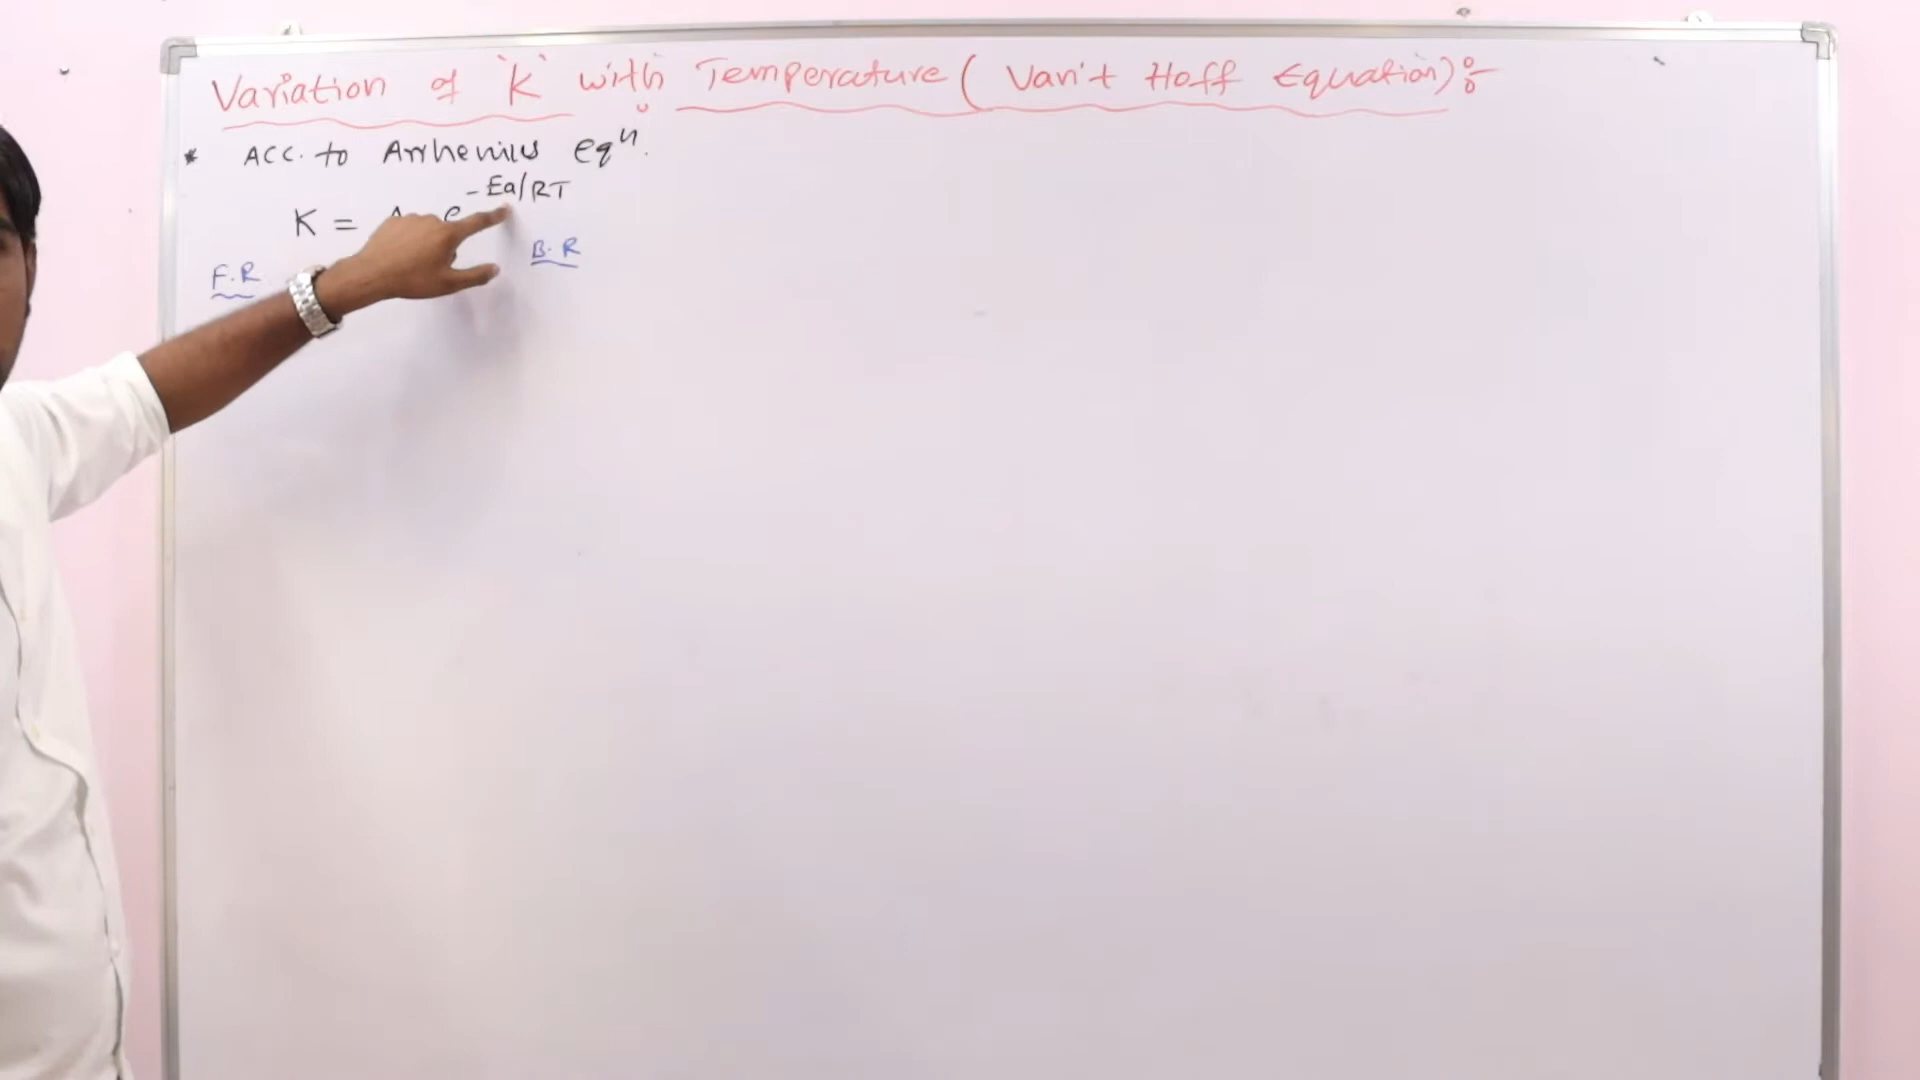 Variation of 'K' with Temperature ( Van't Hoff Equation):-
* Acc. to Arrhenius eqⁿ.
K = e -Ea/RT
F.R B.R